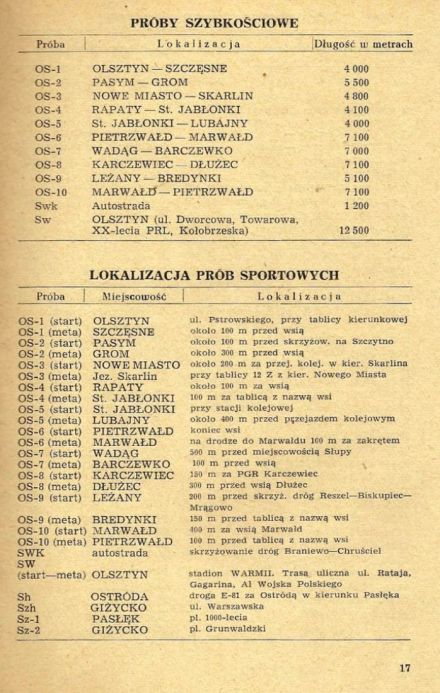 PRÓBY SZYBKOŚCIOWE
Próba Lokalizacja Długość w metrach
OS-1 OLSZTYN — SZCZĘSNE 4 000
OS-2 PASYM — GROM 5 500
OS-3 NOWE MIASTO — SKARLIN 4 800
OS-4 RAPATY — St. JABŁONKI 4 100
OS-5 St. JABŁONKI — LUBAJNY 4 000
OS-6 PIETRZWAŁD — MARWAŁD 7 100
OS-7 WADĄG — BARCZEWKO 7 000
OS-8 KARCZEWIEC — DŁUŻEC 7 100
OS-9 LEŻANY — BREDYNKI 5 100
OS-10 MARWAŁD — PIETRZWAŁD 7 100
Swk Autostrada 1 200
Sw OLSZTYN (ul. Dworcowa, Towarowa,
XX-lecia PRL, Kołobrzeska) 12 500
LOKALIZACJA PRÓB SPORTOWYCH
Próba Miejscowość Lokalizacja
OS-1 (start) OLSZTYN ul. Pstrowskiego, przy tablicy kierunkowej
OS-1 (meta) SZCZĘSNE około 100 m przed wsią
OS-2 (start) PASYM około 100 m przed skrzyżow. na Szczytno
OS-2 (meta) GROM około 300 m przed wsią
OS-3 (start) NOWE MIASTO około 200 m za przej. kolej. w kier. Skarlina
OS-3 (meta) Jez. Skarlin przy tablicy 12 Z z kier. Nowego Miasta
OS-4 (start) RAPATY około 100 m za wsią
OS-4 (meta) St. JABŁONKI 100 m za tablicą z nazwą wsi
OS-5 (start) St. JABŁONKI przy stacji kolejowej
OS-5 (meta) LUBAJNY około 400 m przed pçzejazdem kolejowym
OS-6 (start) PIETRZWAŁD koniec wsi
OS-6 (meta) MARWAŁD na drodze do Marwałdu 100 m za zakrętem
OS-7 (start) WADĄG 500 m przed miejscowością Słupy
OS-7 (meta) BARCZEWKO 100 m przed wsią
OS-8 (start) KARCZEWIEC 150 m za PGR Karczewiec
OS-8 (meta) DŁUŻEC 300 m przed wsią Dłużec
OS-9 (start) LEŻANY 200 m przed skrzyż. dróg Reszel—Biskupiec—
Mrągowo
OS-9 (meta) BREDYNKI 150 m przed tablicą z nazwą wsi
OS-10 (start) MARWAŁD 400 m za wsią Marwałd
OS-10 (meta) PIETRZWAŁD 100 m przed tablicą z nazwą wsi
SWK autostrada skrzyżowanie dróg Braniewo—Chruściel
SW
(start—meta) OLSZTYN stadion WARMII. Trasą uliczna ul. Rataja,
Gagarina, Al Wojska Polskiego
Sh OSTRÓDA droga E-81 za Ostródą w kierunku Pasłęka
Szh GIŻYCKO ul. Warszawska
Sz-1 PASŁĘK pl. 1000-lecia
Sz-2 GIŻYCKO pl. Grunwaldzki
17